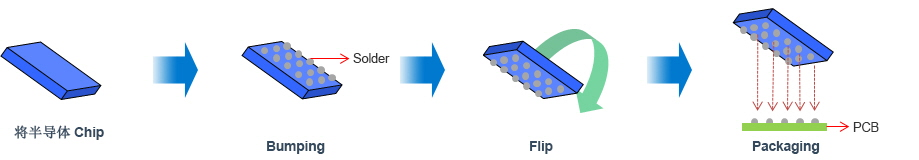 Solder
PCB
将半导体 Chip
Bumping
Flip
Packaging